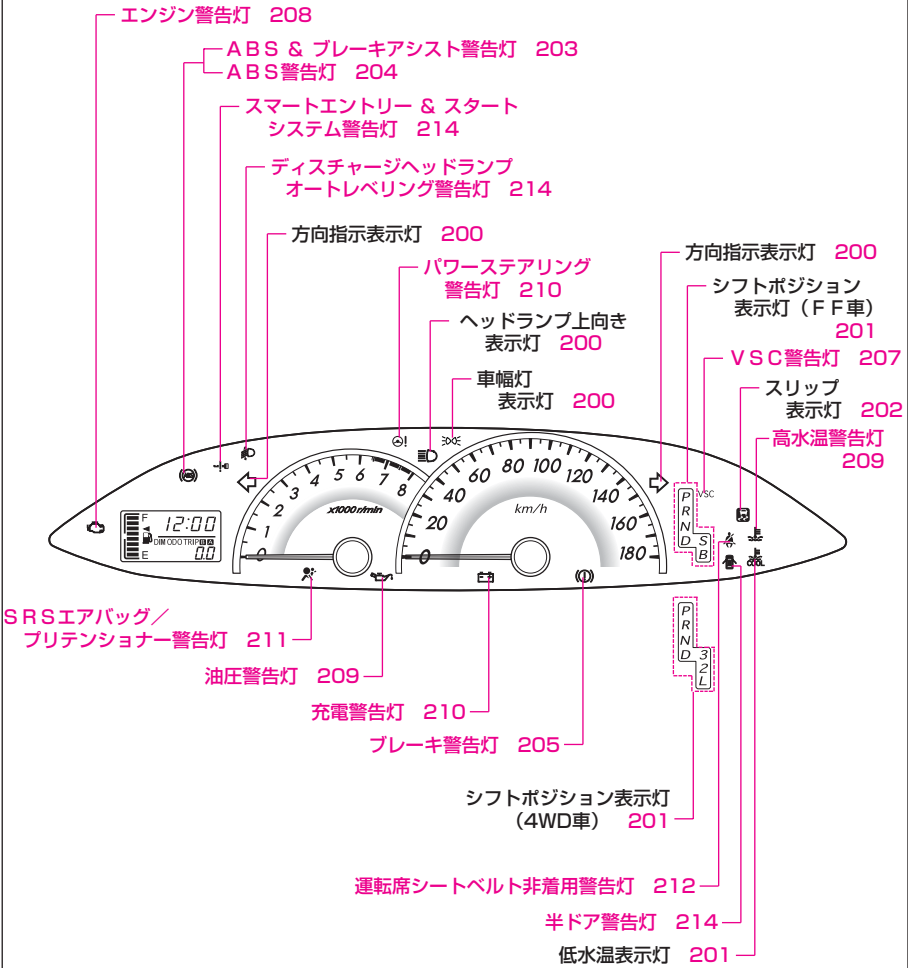 エンジン警告灯 208
ABS & ブレーキアシスト警告灯 203
ABS警告灯 204
スマートエントリー & スタート
システム警告灯 214
ディスチャージヘッドランプ
オートレベリング警告灯 214
方向指示表示灯 200
パワーステアリング
警告灯 210
ヘッドランプ上向き
表示灯 200
車幅灯
表示灯 200
方向指示表示灯 200
シフトポジション
表示灯(FF車)
201
VSC警告灯 207
スリップ
表示灯 202
高水温警告灯
209
ABS
F
12:00
DIM ODO TRIP B A
E
0.0
0 1 2 3 4 5 6 7 8
x1000r/min
0 20 40 60 80 100 120 140 160 180
km/h
P
R
N
D
S
B
VSC
COOL
P
R
N
D
3
2
L
SRSエアバッグ/
プリテンショナー警告灯 211
油圧警告灯 209
充電警告灯 210
ブレーキ警告灯 205
シフトポジション表示灯
(4WD車) 201
運転席シートベルト非着用警告灯 212
半ドア警告灯 214
低水温表示灯 201